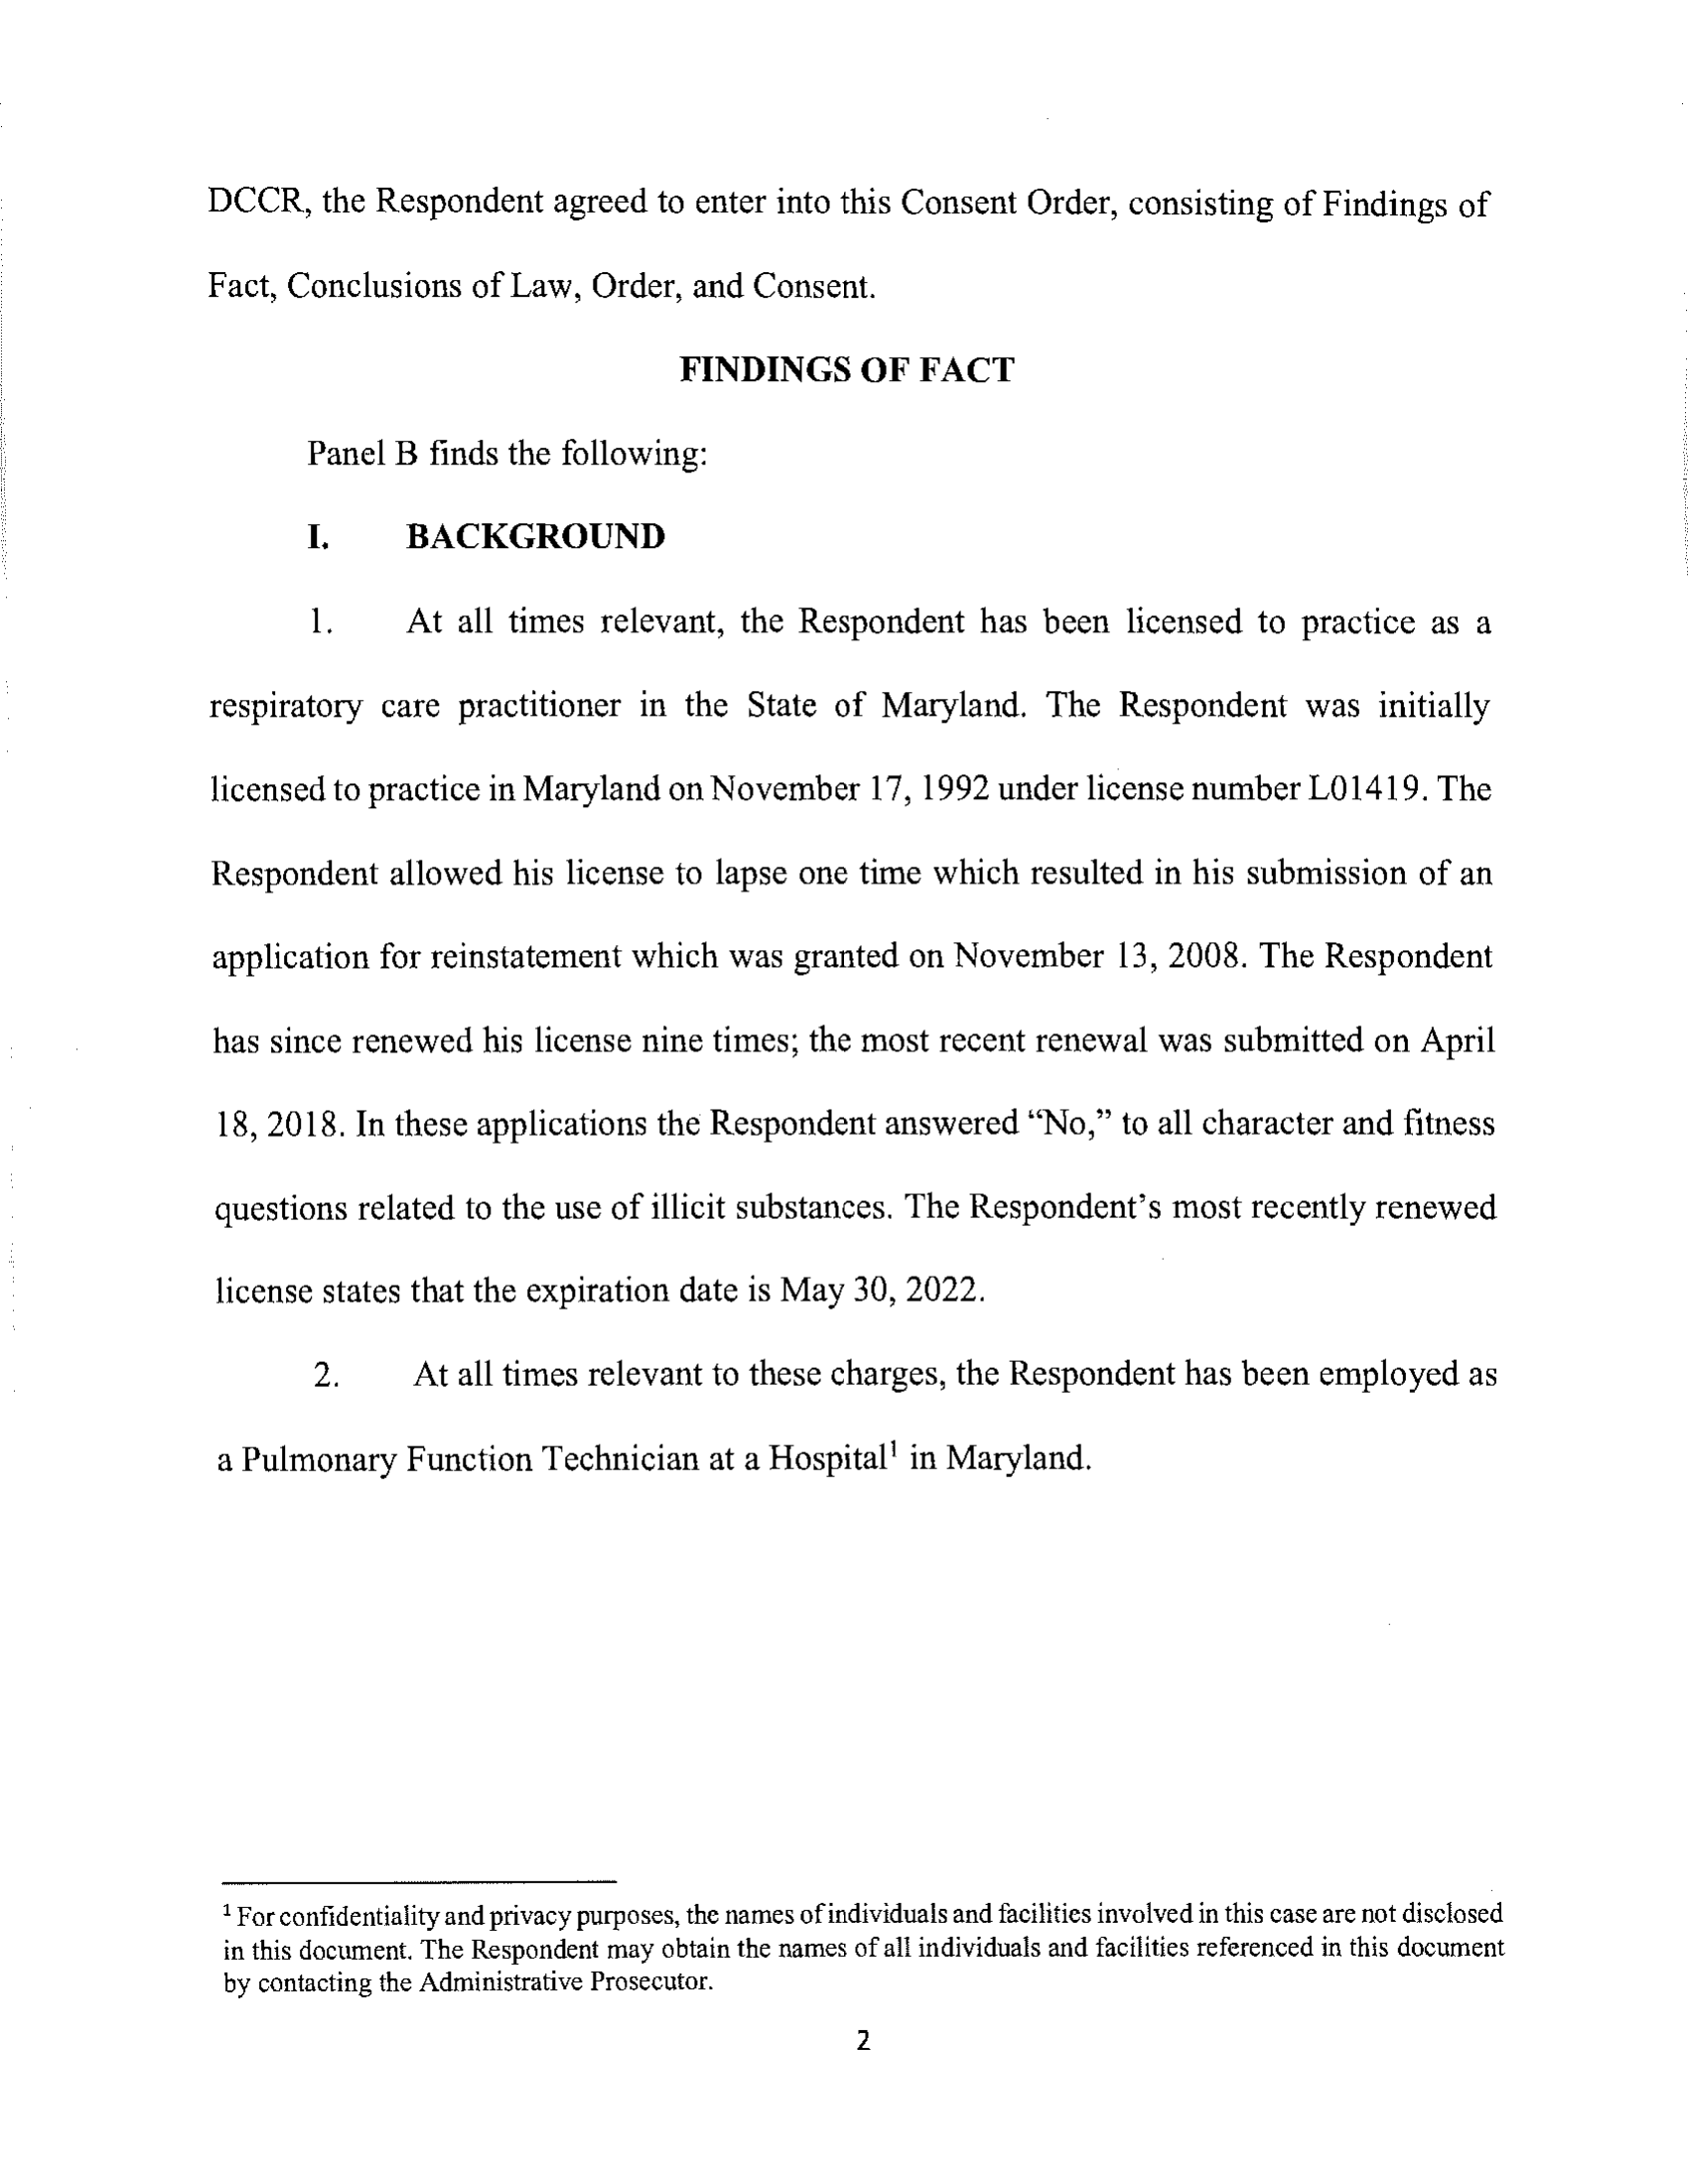 DCCR, the Respondent agreed to enter into this Consent Order, consisting of Findings of
Fact, Conclusions of Law, Order, and Consent.
FINDINGS OF FACT
Panel B finds the following:
I. BACKGROUND
1. At all times relevant, the Respondent has been licensed to practice as a
respiratory care practitioner in the State of Maryland. The Respondent was initially
licensed to practice in Maryland on November 17, 1992 under license number L01419. The
Respondent allowed his license to lapse one time which resulted in his submission of an
application for reinstatement which was granted on November 13, 2008. The Respondent
has since renewed his license nine times; the most recent renewal was submitted on April
18, 2018. In these applications the Respondent answered “No,” to all character and fitness
questions related to the use of illicit substances. The Respondent’s most recently renewed
license states that the expiration date is May 30, 2022.
2. At all times relevant to these charges, the Respondent has been employed as
a Pulmonary Function Technician at a Hospital¹ in Maryland.
¹ For confidentiality and privacy purposes, the names of individuals and facilities involved in this case are not disclosed
in this document. The Respondent may obtain the names of all individuals and facilities referenced in this document
by contacting the Administrative Prosecutor.
2